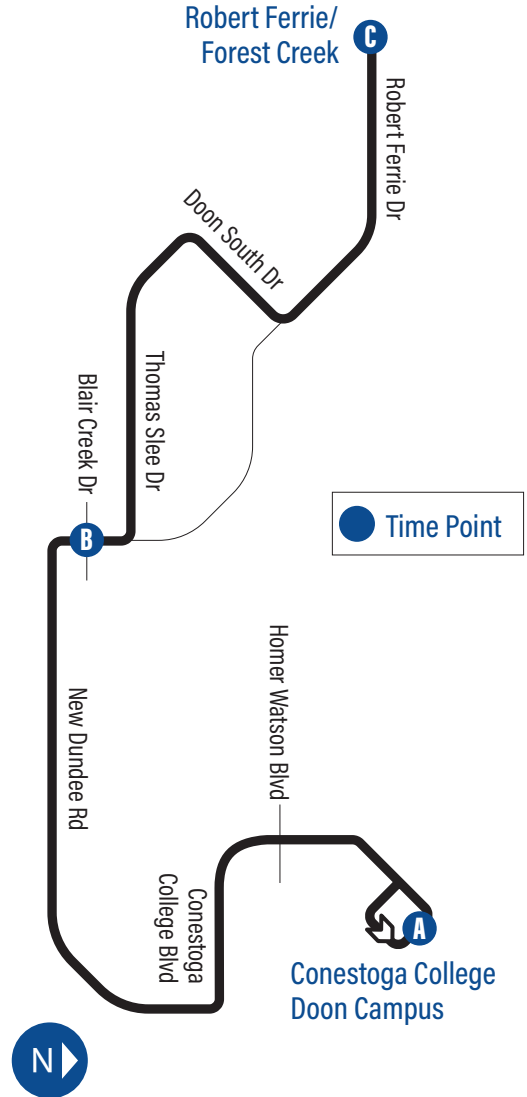 Robert Ferrie/
Forest Creek
C
Robert Ferrie Dr
Doon South Dr
Thomas Slee Dr
Blair Creek Dr
B
Time Point
Homer Watson Blvd
New Dundee Rd
Conestoga
College Blvd
A
Conestoga College
Doon Campus
N